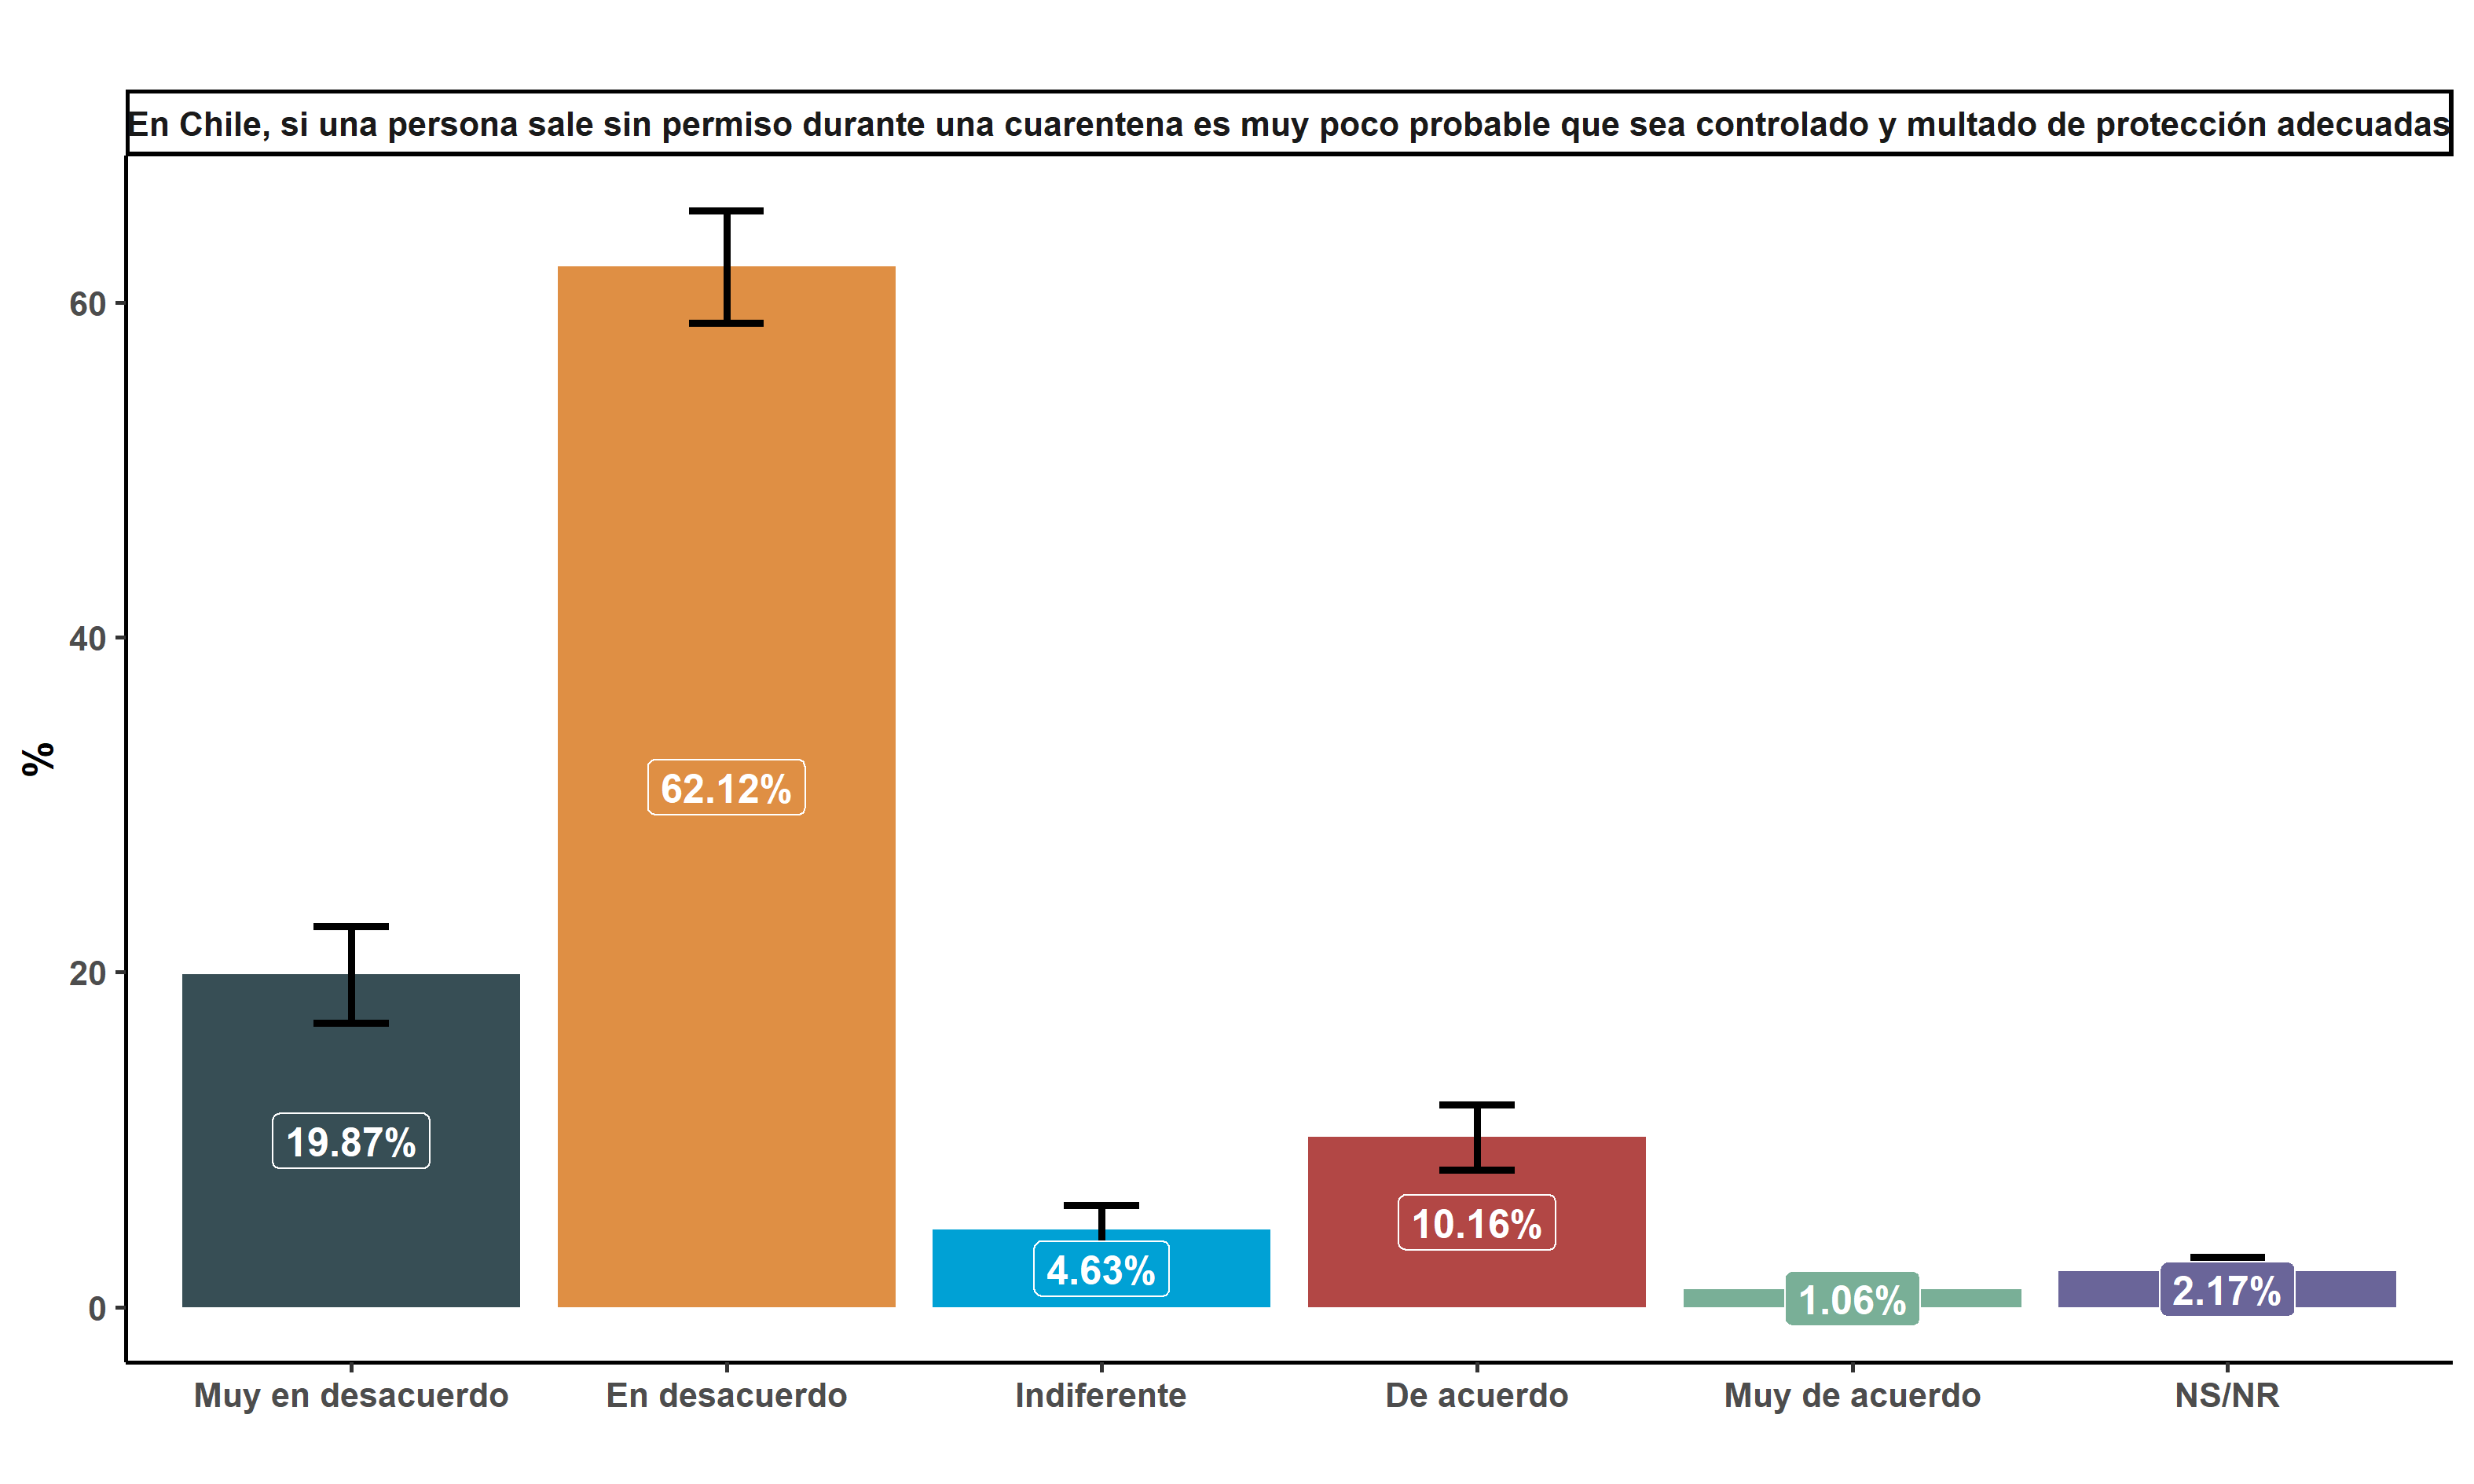 En Chile, si una persona sale sin permiso durante una cuarentena es muy poco probable que sea controlado y multado de protección adecuadas
60
40
20
0
%
62.12%
19.87%
10.16%
4.63%
2.17%
1.06%
Muy en desacuerdo
En desacuerdo
Indiferente
De acuerdo
Muy de acuerdo
NS/NR